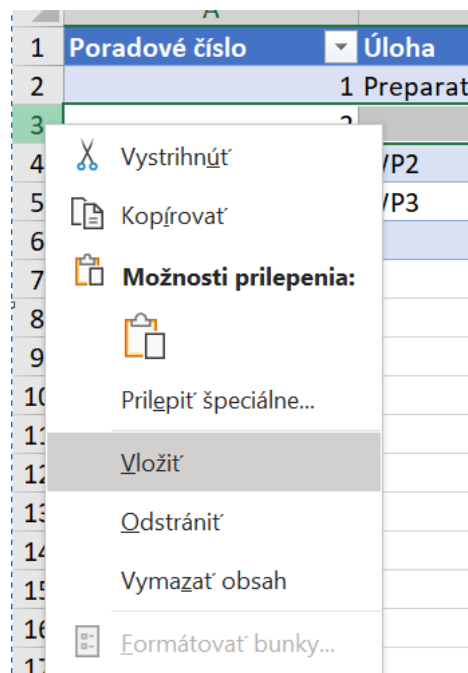 A
1 Poradové číslo Úloha
2 1 Preparat
3 2
4 /P2
5 /P3
6
7
8
9
10
11
12
13
14
15
16
17
Vystrihnúť
Kopírovať
Možnosti prilepenia:
Prilepiť špeciálne...
Vložiť
Odstrániť
Vymazať obsah
Formátovať bunky...